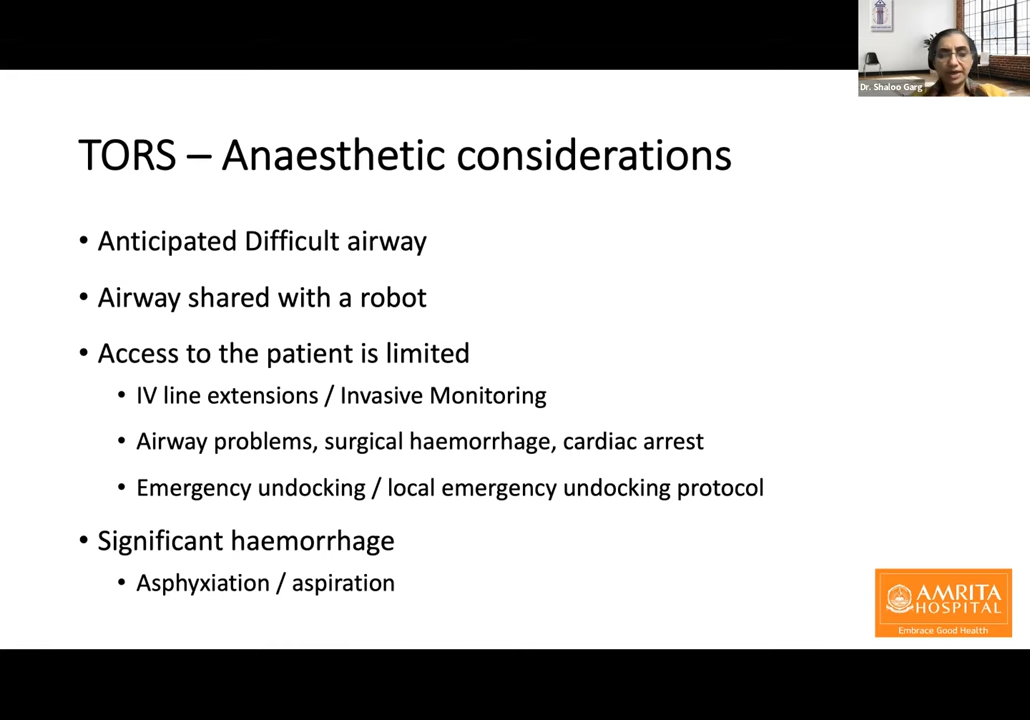 Dr. Shaloo Garg
TORS – Anaesthetic considerations
• Anticipated Difficult airway
• Airway shared with a robot
• Access to the patient is limited
• IV line extensions / Invasive Monitoring
• Airway problems, surgical haemorrhage, cardiac arrest
• Emergency undocking / local emergency undocking protocol
• Significant haemorrhage
• Asphyxiation / aspiration
AMRITA
HOSPITAL
Embrace Good Health